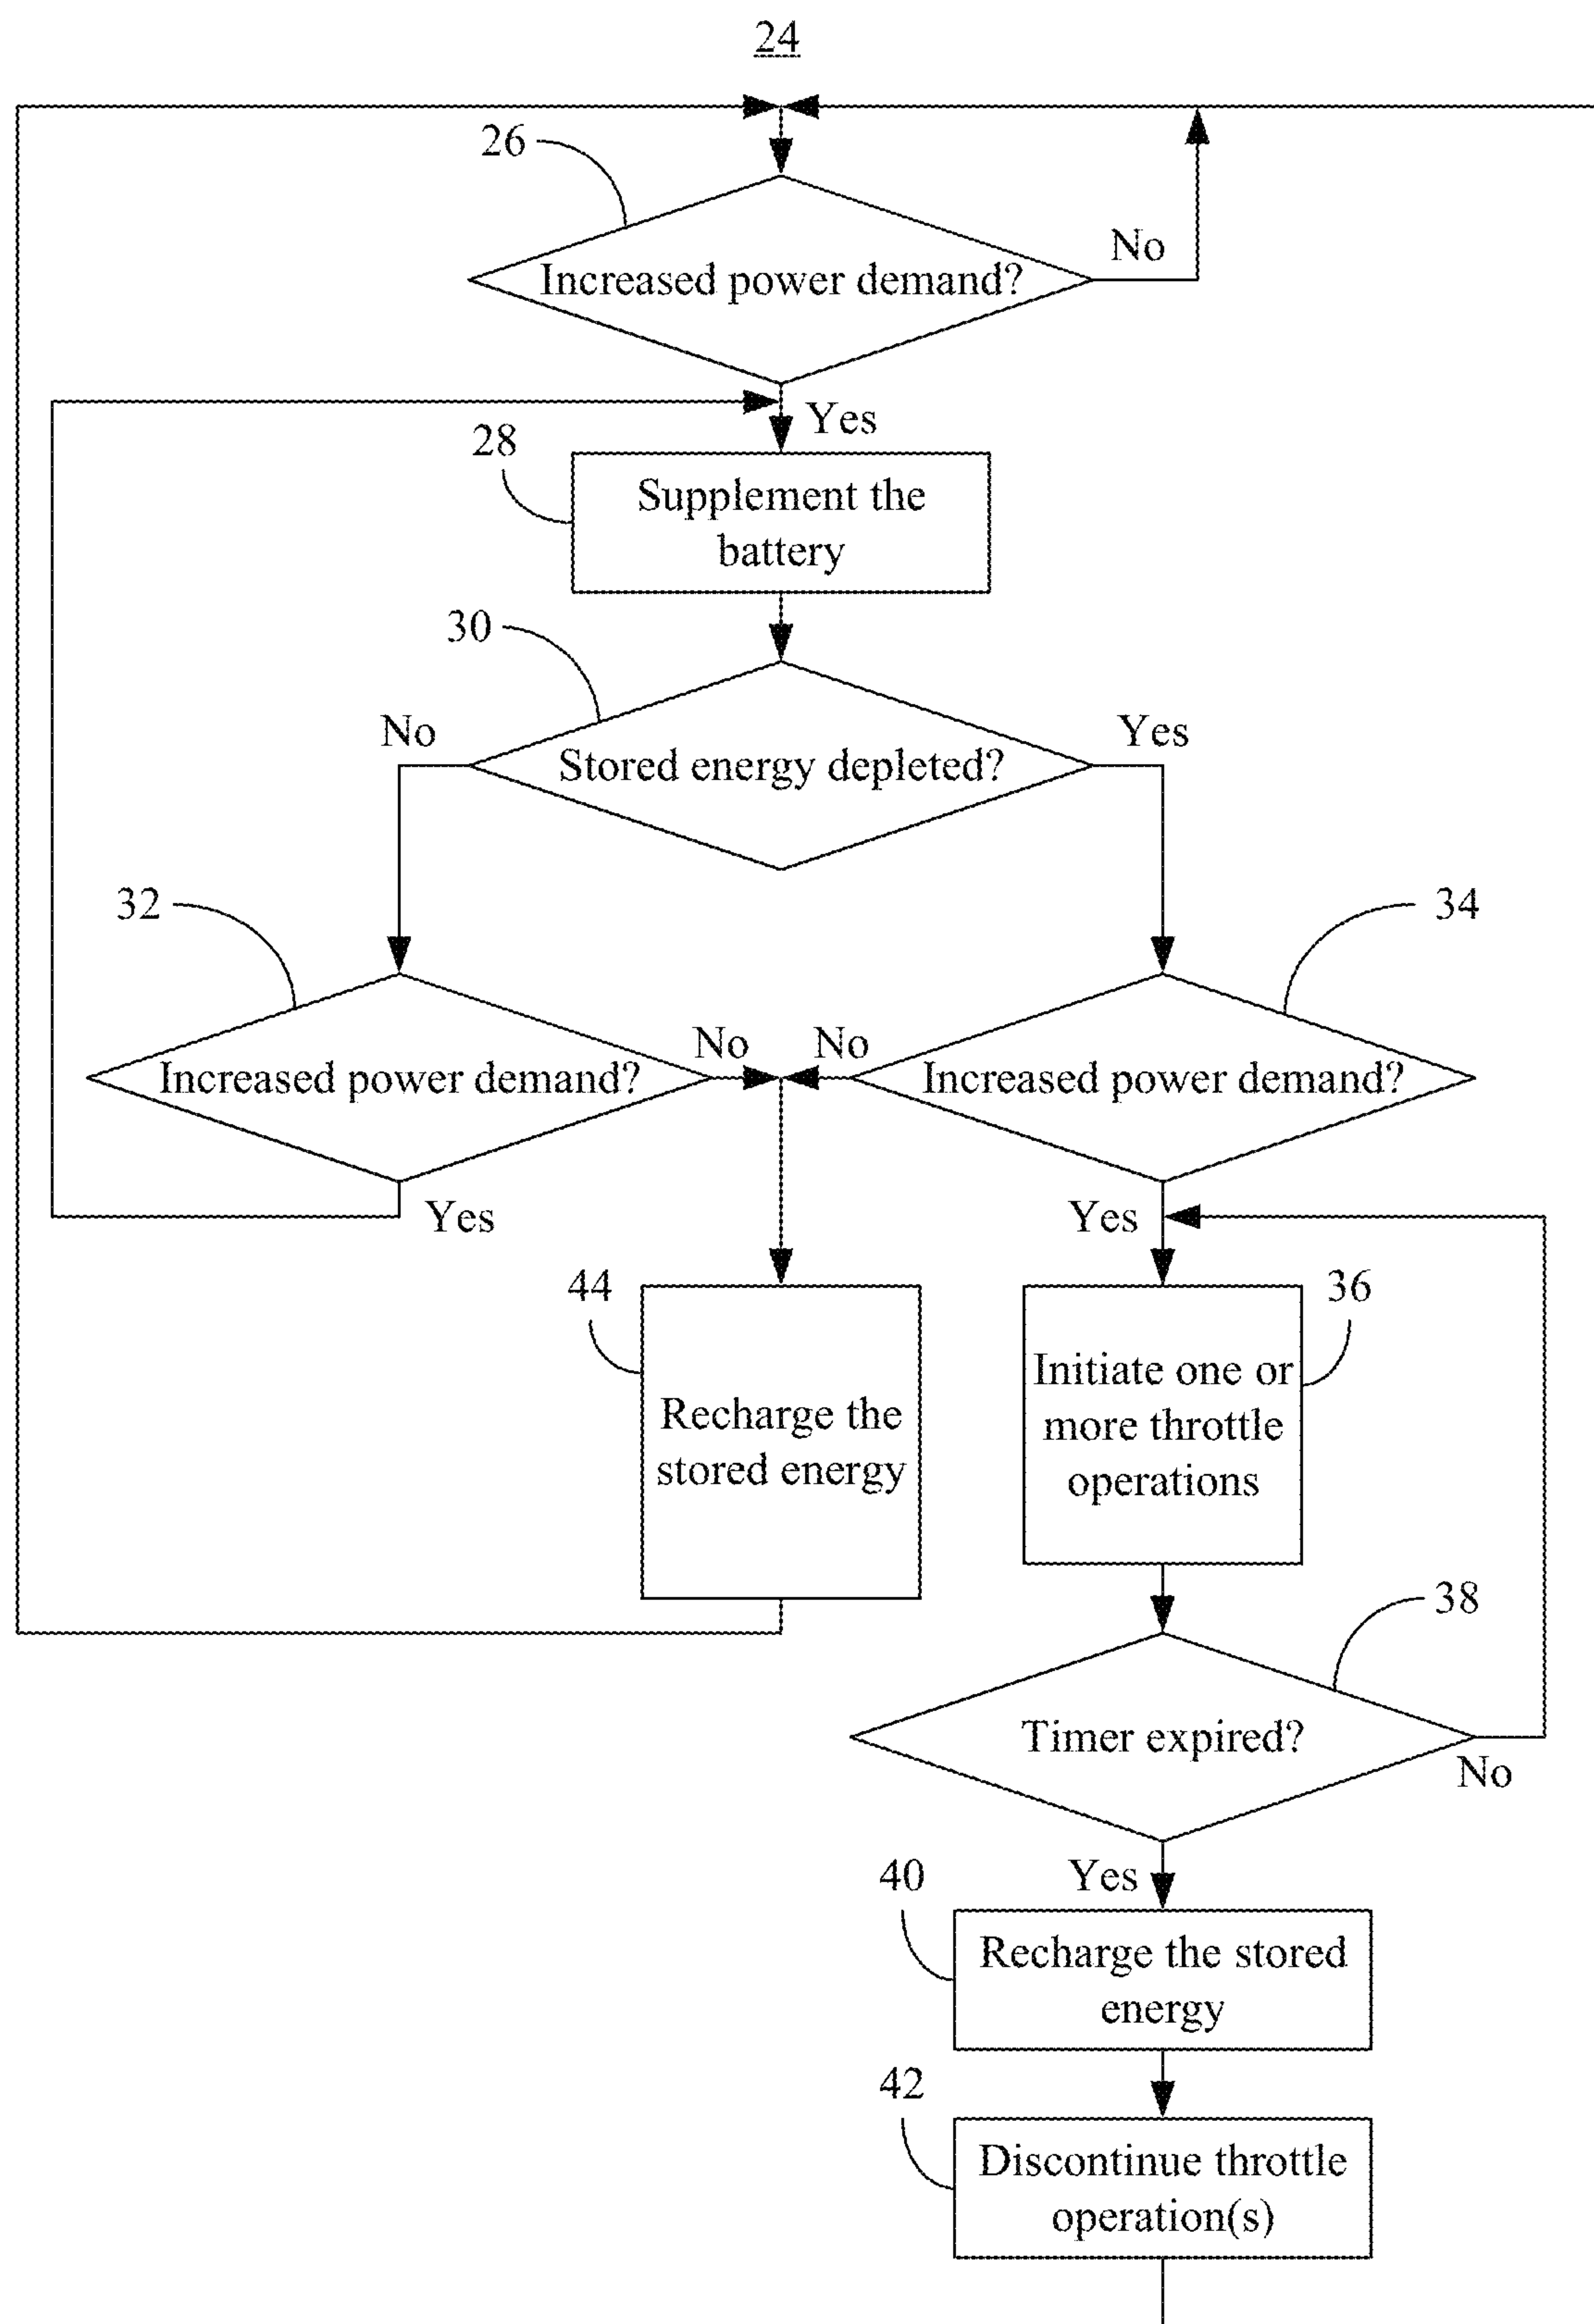 24
26
Increased power demand?
No
Yes
28
Supplement the
battery
30
No
Stored energy depleted?
Yes
32
34
Increased power demand?
No
No
Increased power demand?
Yes
Yes
44
36
Recharge the
stored energy
Initiate one or
more throttle
operations
38
Timer expired?
No
Yes
40
Recharge the stored
energy
42
Discontinue throttle
operation(s)